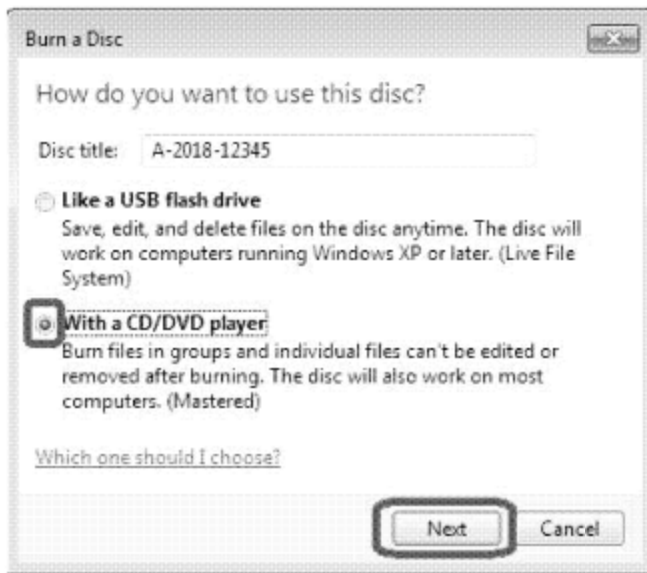 Burn a Disc
How do you want to use this disc?
Disc title: A-2018-12345
Like a USB flash drive
Save, edit, and delete files on the disc anytime. The disc will
work on computers running Windows XP or later. (Live File
System)
With a CD/DVD player
Burn files in groups and individual files can't be edited or
removed after burning. The disc will also work on most
computers. (Mastered)
Which one should I choose?
Next Cancel